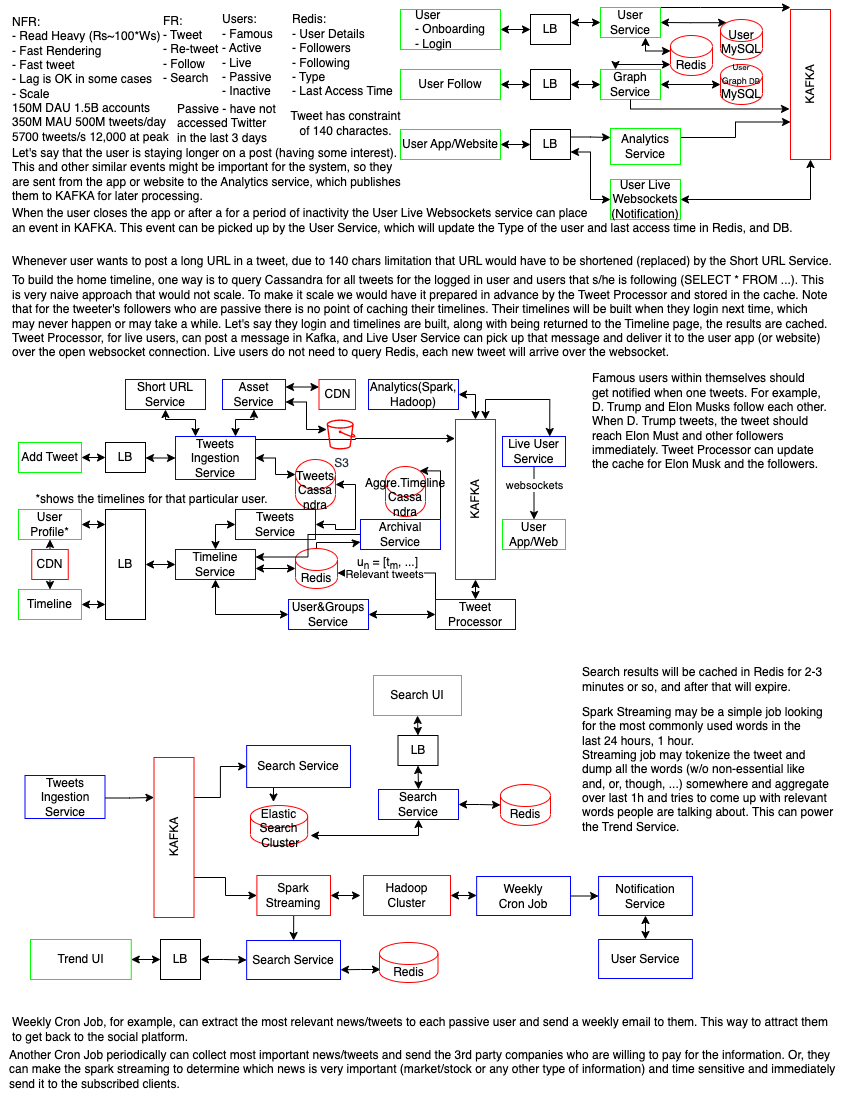 NFR:
- Read Heavy (Rs~100*Ws)
- Fast Rendering
- Fast tweet
- Lag is OK in some cases
- Scale
150M DAU 1.5B accounts
350M MAU 500M tweets/day
5700 tweets/s 12,000 at peak
FR:
- Tweet
- Re-tweet
- Follow
- Search
Users:
- Famous
- Active
- Live
- Passive
- Inactive
Passive - have not
accessed Twitter
in the last 3 days
Redis:
- User Details
- Followers
- Following
- Type
- Last Access Time
Tweet has constraint
of 140 charactes.
Let's say that the user is staying longer on a post (having some interest).
This and other similar events might be important for the system, so they
are sent from the app or website to the Analytics service, which publishes
them to KAFKA for later processing.
When the user closes the app or after a for a period of inactivity the User Live Websockets service can place
an event in KAFKA. This event can be picked up by the User Service, which will update the Type of the user and last access time in Redis, and DB.
User
- Onboarding
- Login
LB
User
Service
User
MySQL
Redis
User Follow
LB
Graph
Service
User
Graph DB
MySQL
KAFKA
User App/Website
LB
Analytics
Service
User Live
Websockets
(Notification)
Whenever user wants to post a long URL in a tweet, due to 140 chars limitation that URL would have to be shortened (replaced) by the Short URL Service.
To build the home timeline, one way is to query Cassandra for all tweets for the logged in user and users that s/he is following (SELECT * FROM ...). This
is very naive approach that would not scale. To make it scale we would have it prepared in advance by the Tweet Processor and stored in the cache. Note
that for the tweeter's followers who are passive there is no point of caching their timelines. Their timelines will be built when they login next time, which
may never happen or may take a while. Let's say they login and timelines are built, along with being returned to the Timeline page, the results are cached.
Tweet Processor, for live users, can post a message in Kafka, and Live User Service can pick up that message and deliver it to the user app (or website)
over the open websocket connection. Live users do not need to query Redis, each new tweet will arrive over the websocket.
Short URL
Service
Asset
Service
CDN
Analytics(Spark,
Hadoop)
Add Tweet
LB
Tweets
Ingestion
Service
S3
Tweets
Cassa
ndra
Aggre.Timeline
Cassa
ndra
KAFKA
Live User
Service
websockets
User
App/Web
*shows the timelines for that particular user.
User
Profile*
CDN
Timeline
LB
Tweets
Service
Timeline
Service
Archival
Service
Redis
un = [tm, ...]
Relevant tweets
User&Groups
Service
Tweet
Processor
Famous users within themselves should
get notified when one tweets. For example,
D. Trump and Elon Musks follow each other.
When D. Trump tweets, the tweet should
reach Elon Must and other followers
immediately. Tweet Processor can update
the cache for Elon Musk and the followers.
Search UI
LB
Search
Service
Redis
Search Service
Elastic
Search
Cluster
Tweets
Ingestion
Service
KAFKA
Spark
Streaming
Hadoop
Cluster
Weekly
Cron Job
Notification
Service
Trend UI
LB
Search
Service
Redis
User Service
Search results will be cached in Redis for 2-3
minutes or so, and after that will expire.
Spark Streaming may be a simple job looking
for the most commonly used words in the
last 24 hours, 1 hour.
Streaming job may tokenize the tweet and
dump all the words (w/o non-essential like
and, or, though, ...) somewhere and aggregate
over last 1h and tries to come up with relevant
words people are talking about. This can power
the Trend Service.
Weekly Cron Job, for example, can extract the most relevant news/tweets to each passive user and send a weekly email to them. This way to attract them
to get back to the social platform.
Another Cron Job periodically can collect most important news/tweets and send the 3rd party companies who are willing to pay for the information. Or, they
can make the spark streaming to determine which news is very important (market/stock or any other type of information) and time sensitive and immediately
send it to the subscribed clients.